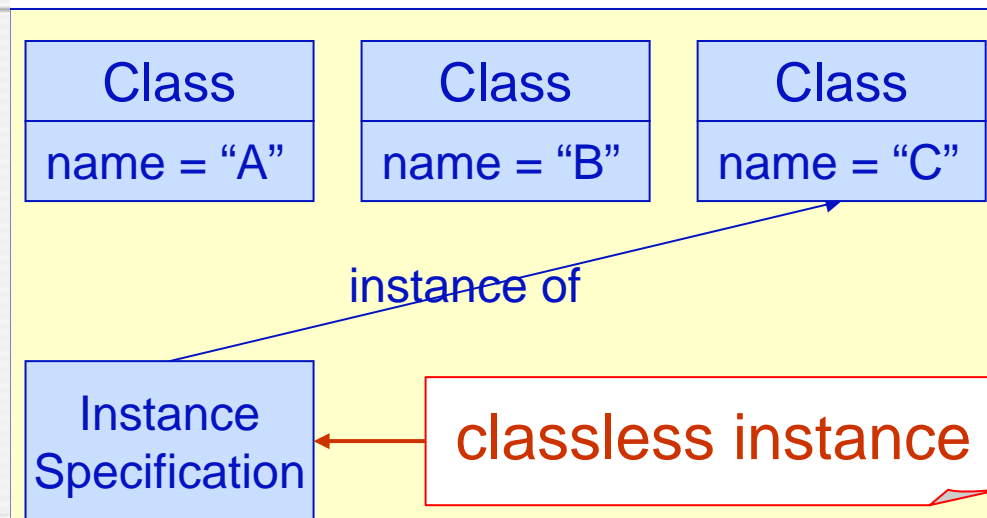 Class
name = “A”
Class
name = “B”
Class
name = “C”
instance of
Instance
Specification
classless instance